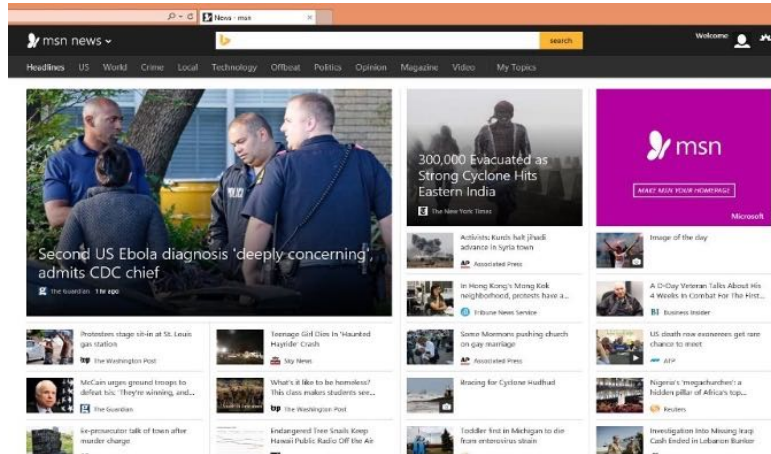 News - msn
msn news
search
Welcome
Headlines US World Crime Local Technology Offbeat Politics Opinion Magazine Video My Topics
Second US Ebola diagnosis 'deeply concerning',
admits CDC chief
The Guardian 1 hr ago
300,000 Evacuated as
Strong Cyclone Hits
Eastern India
The New York Times
msn
MAKE MSN YOUR HOMEPAGE
Microsoft
Activists: Kurds halt jihadi
advance in Syria town
AP Associated Press
Image of the day
In Hong Kong's Mong Kok
neighborhood, protests have a...
Tribune News Service
A D-Day Veteran Talks About His
4 Weeks In Combat For The First...
BI Business Insider
Protesters stage sit-in at St. Louis
gas station
wp The Washington Post
Teenage Girl Dies In 'Haunted
Hayride' Crash
Sky News
Some Mormons pushing church
on gay marriage
AP Associated Press
US death row exonerees get rare
chance to meet
AFP AFP
McCain urges ground troops to
defeat Isis: 'They're winning, and...
The Guardian
What's it like to be homeless?
This class makes students see...
wp The Washington Post
Bracing for Cyclone Hudhud
Nigeria's 'megachurches': a
hidden pillar of Africa's top...
Reuters
Ex-prosecutor talk of town after
murder charge
Endangered Tree Snails Keep
Hawaii Public Radio Off the Air
Toddler first in Michigan to die
from enterovirus strain
Investigation Into Missing Iraqi
Cash Ended in Lebanon Bunker